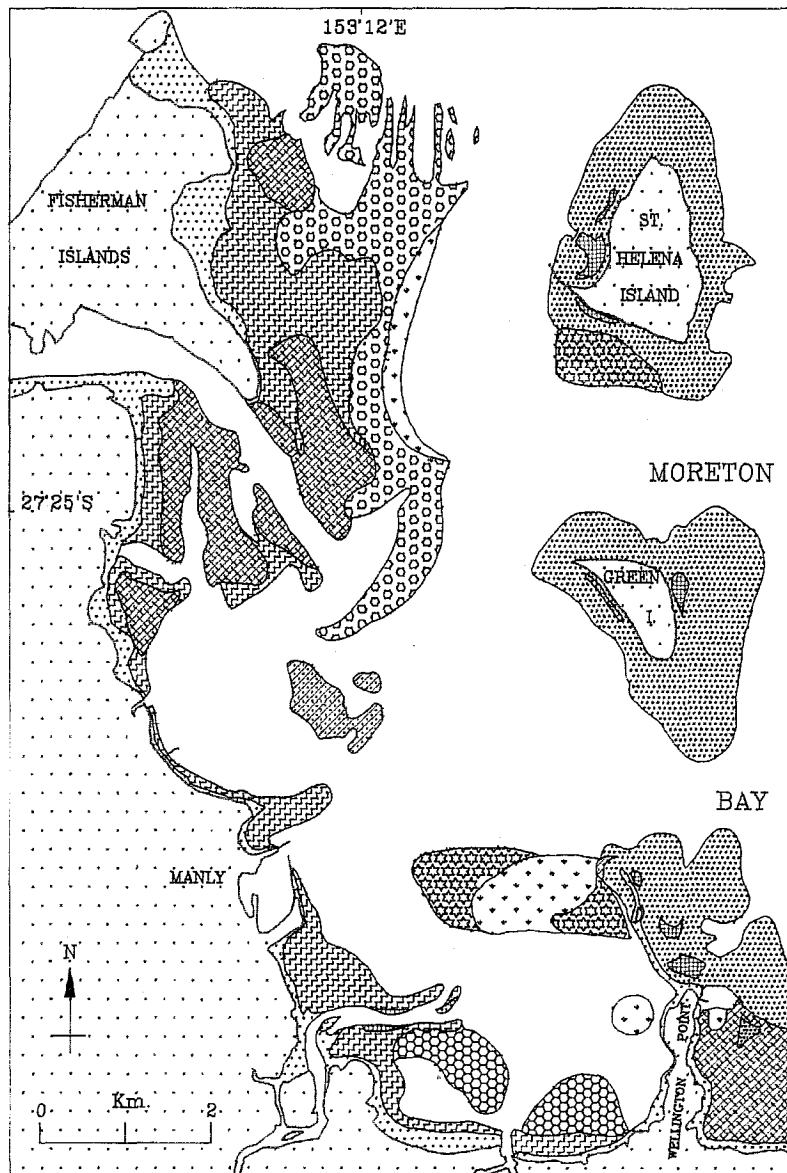 153°12'E
FISHERMAN
ISLANDS
ST.
HELENA
ISLAND
27°25'S
MORETON
GREEN
I.
BAY
MANLY
N
WELLINGTON POINT
0 Km. 2